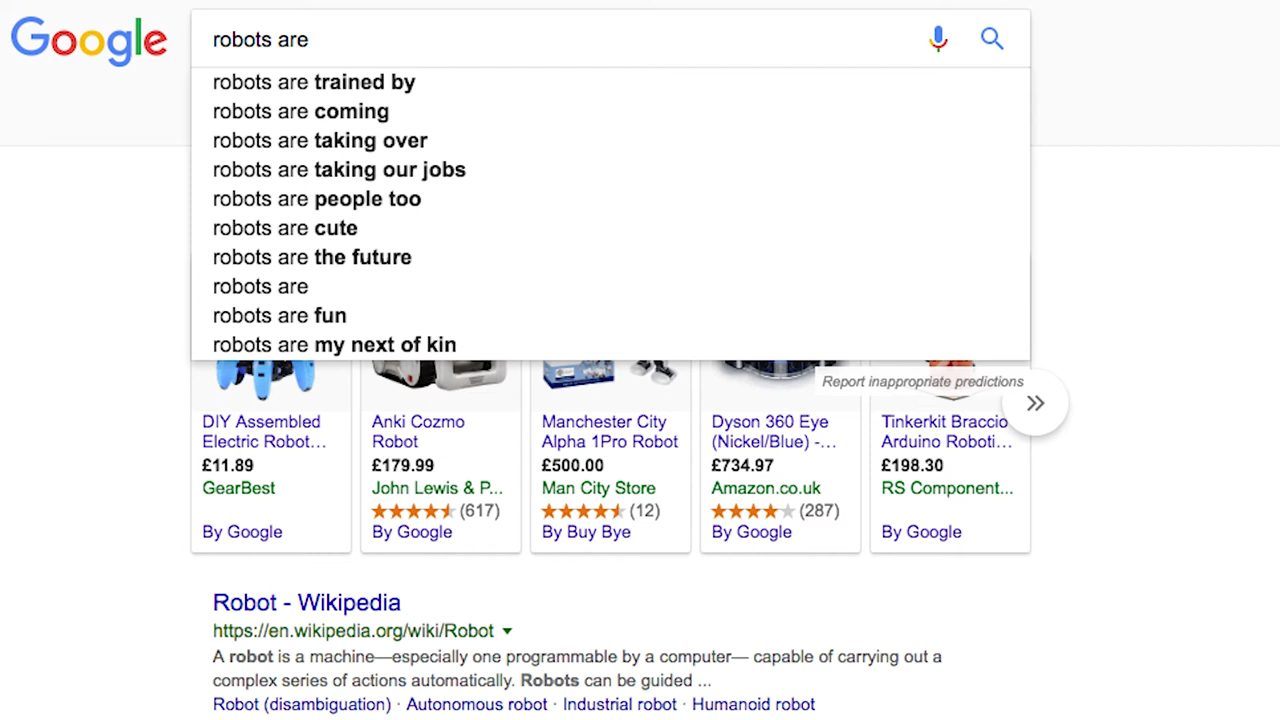 Google
robots are
robots are trained by
robots are coming
robots are taking over
robots are taking our jobs
robots are people too
robots are cute
robots are the future
robots are
robots are fun
robots are my next of kin
Report inappropriate predictions
DIY Assembled
Electric Robot...
£11.89
GearBest
By Google
Anki Cozmo
Robot
£179.99
John Lewis & P...
(617)
By Google
Manchester City
Alpha 1Pro Robot
£500.00
Man City Store
(12)
By Buy Bye
Dyson 360 Eye
(Nickel/Blue) -...
£734.97
Amazon.co.uk
(287)
By Google
Tinkerkit Braccio
Arduino Roboti...
£198.30
RS Component...
By Google
Robot - Wikipedia
https://en.wikipedia.org/wiki/Robot
A robot is a machine—especially one programmable by a computer— capable of carrying out a
complex series of actions automatically. Robots can be guided ...
Robot (disambiguation) · Autonomous robot · Industrial robot · Humanoid robot